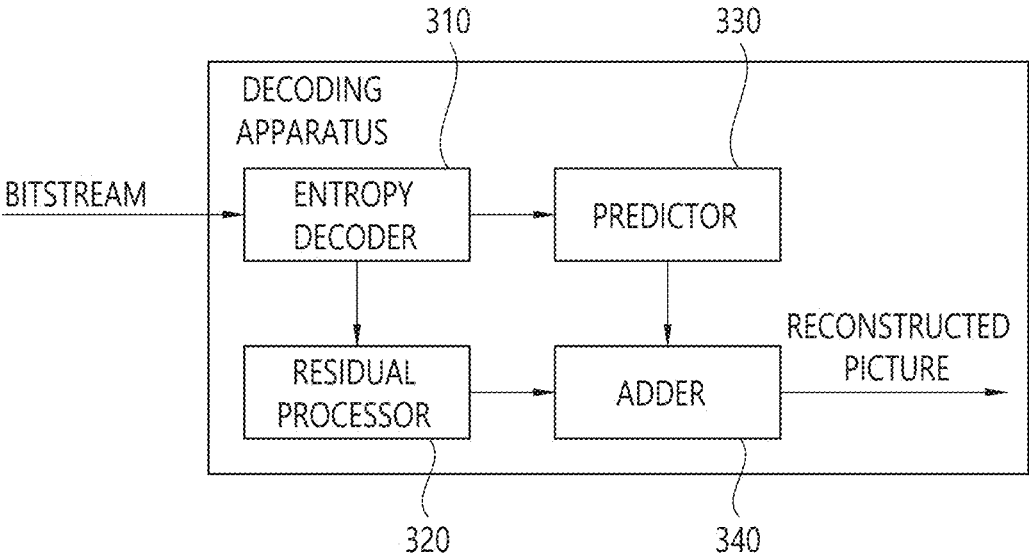 310
330
DECODING
APPARATUS
BITSTREAM
ENTROPY
DECODER
PREDICTOR
RESIDUAL
PROCESSOR
ADDER
RECONSTRUCTED
PICTURE
320
340